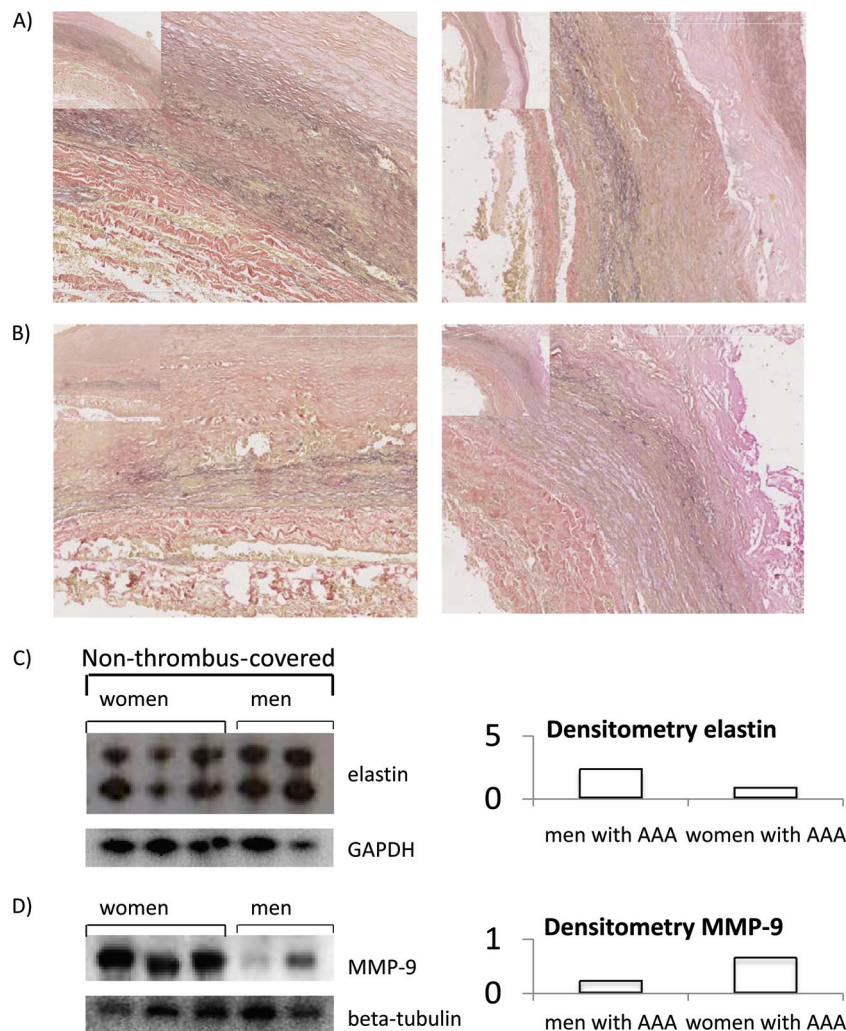 A)
B)
C)
Non-thrombus-covered
women men
elastin
GAPDH
Densitometry elastin
5
0
men with AAA women with AAA
D)
women men
MMP-9
beta-tubulin
Densitometry MMP-9
1
0
men with AAA women with AAA